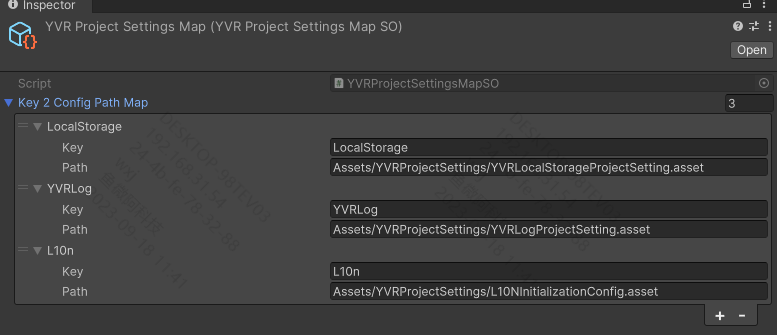 Inspector
YVR Project Settings Map (YVR Project Settings Map SO)
Open
Script
YVRProjectSettingsMapSO
Key 2 Config Path Map
3
LocalStorage
Key
LocalStorage
Path
Assets/YVRProjectSettings/YVRLocalStorageProjectSetting.asset
YVRLog
Key
YVRLog
Path
Assets/YVRProjectSettings/YVRLogProjectSetting.asset
L10n
Key
L10n
Path
Assets/YVRProjectSettings/L10NInitializationConfig.asset